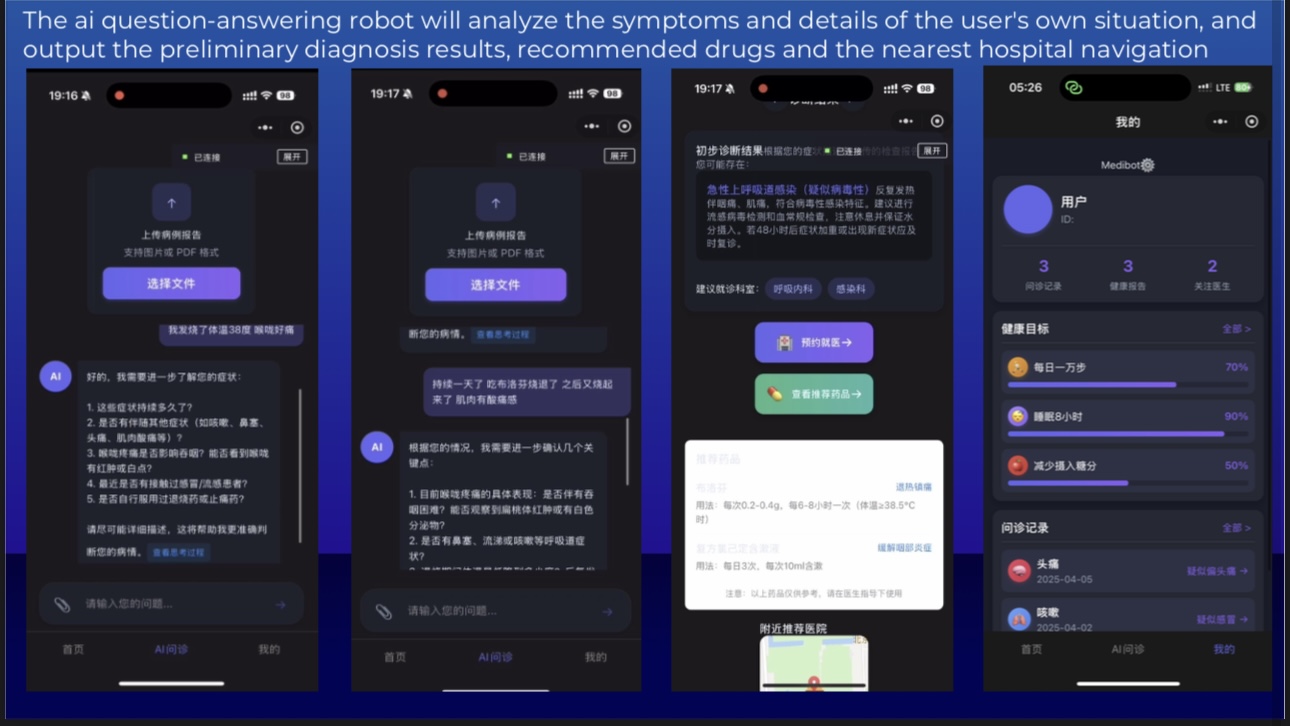 The ai question-answering robot will analyze the symptoms and details of the user's own situation, and
output the preliminary diagnosis results, recommended drugs and the nearest hospital navigation
19:16
98
已连接
展开
上传病例报告
支持图片或 PDF 格式
选择文件
我发烧了体温38度 喉咙好痛
AI
好的，我需要进一步了解您的症状：
1. 这些症状持续多久了？
2. 是否有伴随其他症状（如咳嗽、鼻塞、
头痛、肌肉酸痛等）？
3. 喉咙疼痛是否影响吞咽？能否看到喉咙
有红肿或白点？
4. 最近是否有接触过感冒/流感患者？
5. 是否自行服用过退烧药或止痛药？
请尽可能详细描述，这将帮助我更准确判
断您的病情。 查看思考过程
请输入您的问题...
首页
AI问诊
我的
19:17
98
已连接
展开
上传病例报告
支持图片或 PDF 格式
选择文件
断您的病情。 查看思考过程
持续一天了 吃布洛芬烧退了 之后又烧起
来了 肌肉有酸痛感
AI
根据您的情况，我需要进一步确认几个关
键点：
1. 目前喉咙疼痛的具体表现：是否伴有吞
咽困难？能否观察到扁桃体红肿或有白色
分泌物？
2. 是否有鼻塞、流涕或咳嗽等呼吸道症
状？
请输入您的问题...
首页
AI问诊
我的
19:17
98
诊断结果
初步诊断结果根据您的症
已连接
展开
您可能存在：
急性上呼吸道感染（疑似病毒性）反复发热
伴咽痛、肌痛，符合病毒性感染特征。建议进行
流感病毒检测和血常规检查，注意休息并保证水
分摄入。若48小时后症状加重或出现新症状应及
时复诊。
建议就诊科室： 呼吸内科 感染科
预约就医→
查看推荐药品→
推荐药品
布洛芬
退热镇痛
用法：每次0.2-0.4g，每6-8小时一次（体温≥38.5°C
时）
复方氯己定含漱液
缓解咽部炎症
用法：每日3次，每次10ml含漱
注意：以上药品仅供参考，请在医生指导下使用
附近推荐医院
05:26
LTE
我的
Medibot
用户
ID:
3
3
2
问诊记录
健康报告
关注医生
健康目标
全部 >
每日一万步
70%
睡眠8小时
90%
减少摄入糖分
50%
问诊记录
全部 >
头痛
2025-04-05
疑似偏头痛 →
咳嗽
2025-04-02
疑似感冒 →
首页
AI问诊
我的